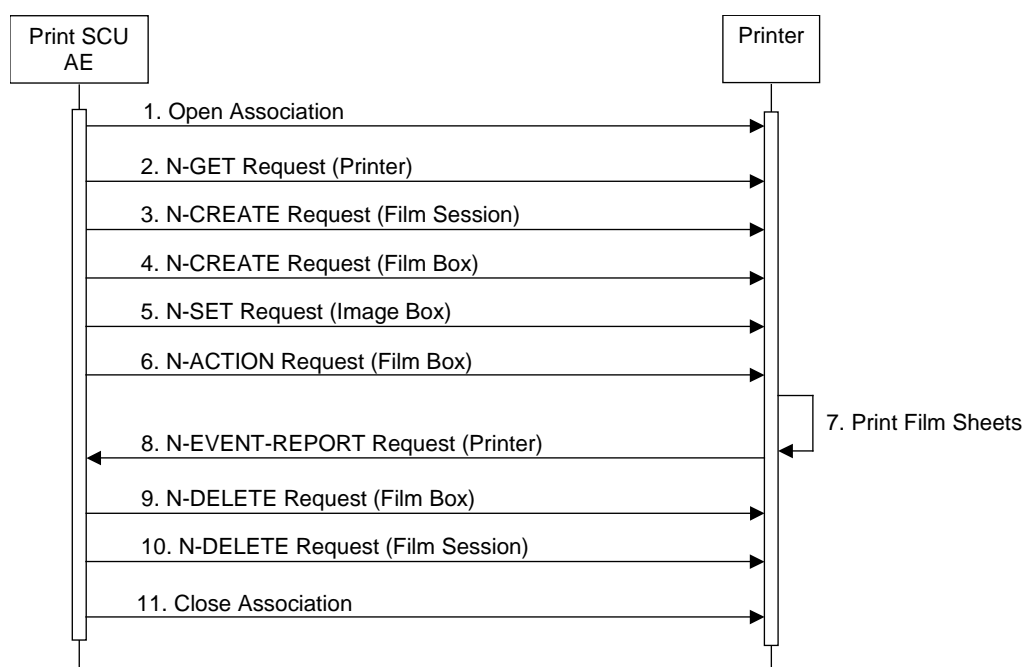 Print SCU
AE
Printer
1. Open Association
2. N-GET Request (Printer)
3. N-CREATE Request (Film Session)
4. N-CREATE Request (Film Box)
5. N-SET Request (Image Box)
6. N-ACTION Request (Film Box)
7. Print Film Sheets
8. N-EVENT-REPORT Request (Printer)
9. N-DELETE Request (Film Box)
10. N-DELETE Request (Film Session)
11. Close Association